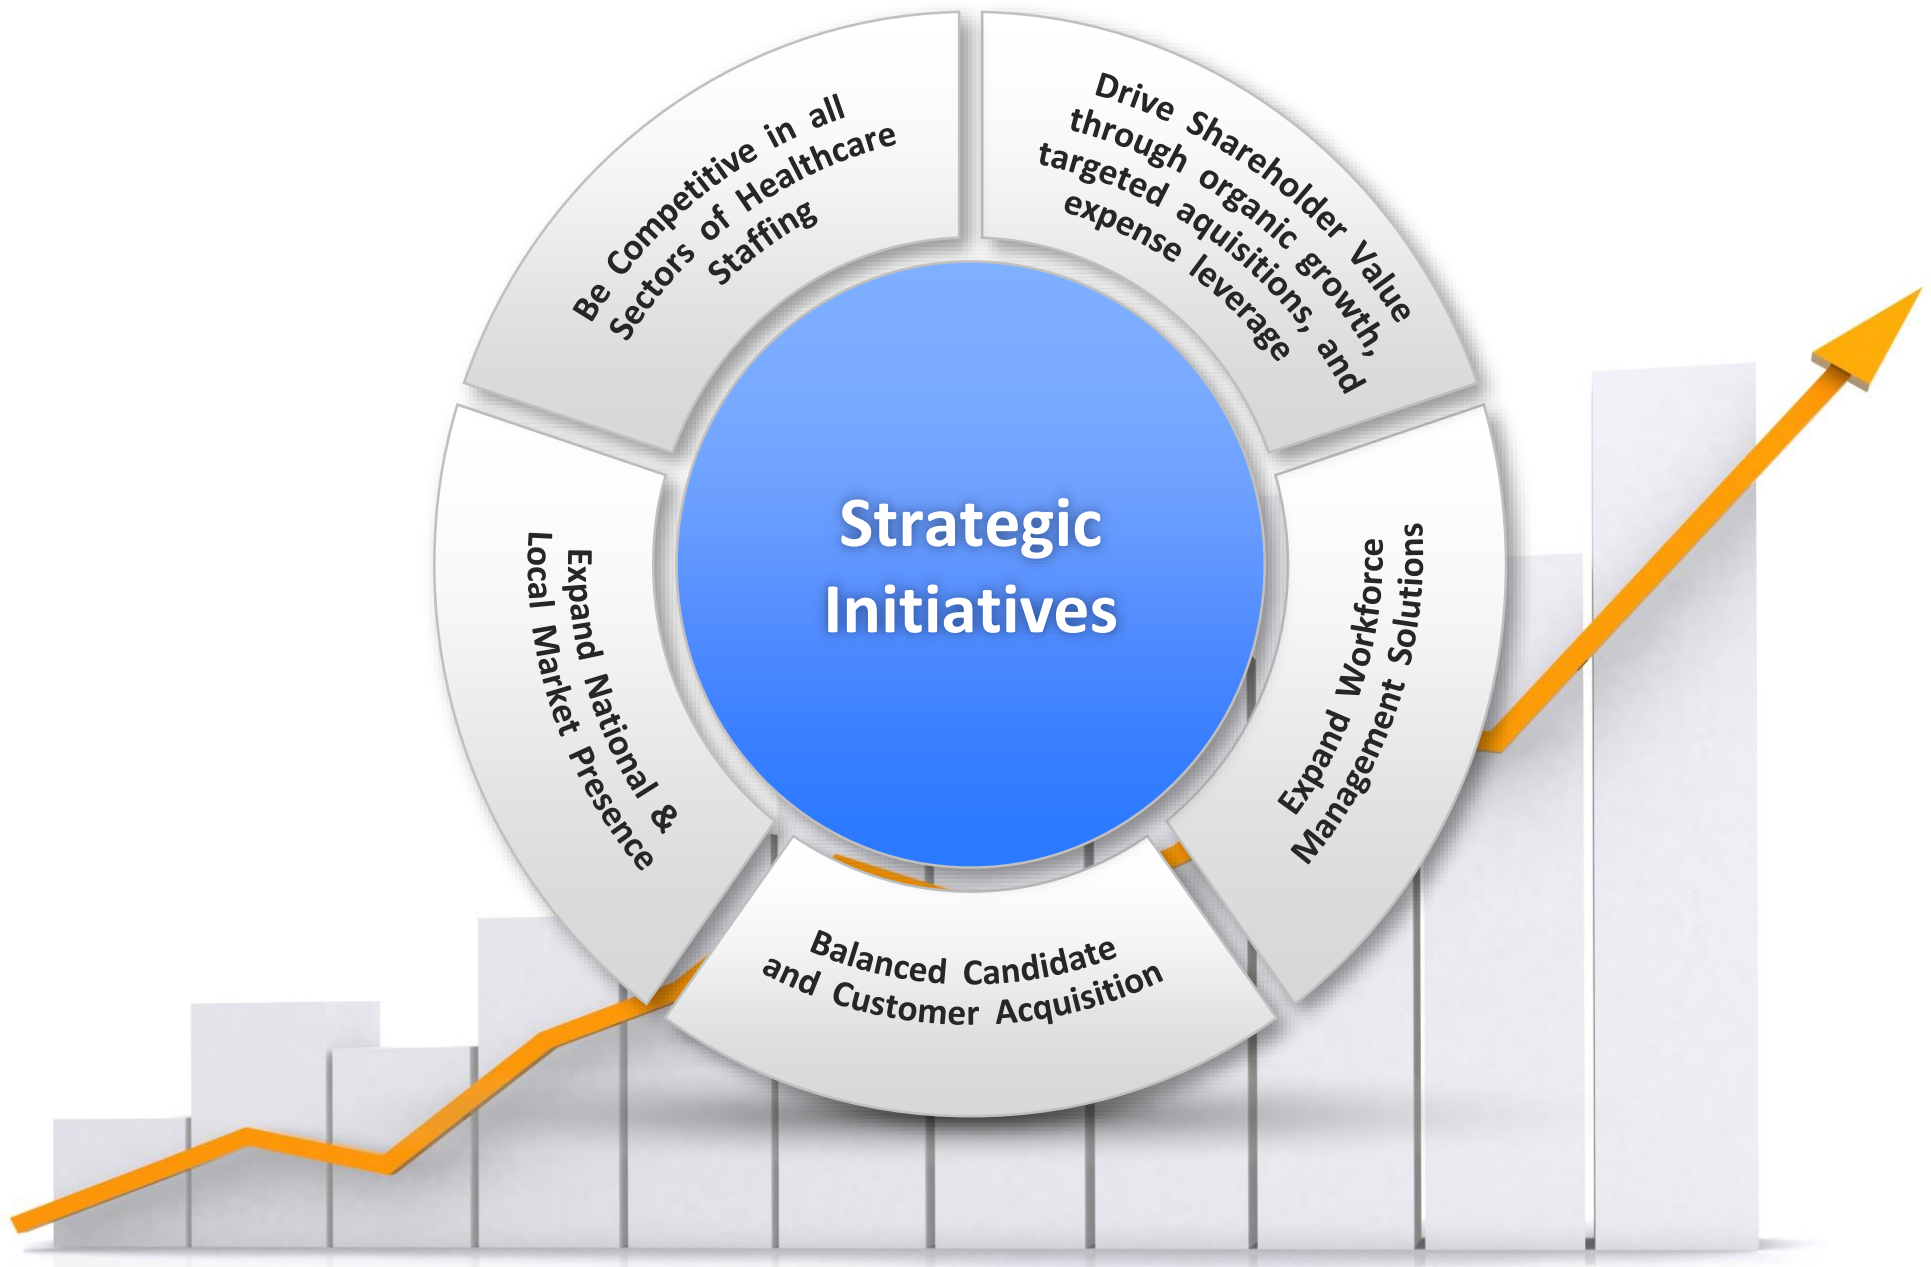 Strategic
Initiatives
Drive Shareholder Value
through organic growth,
targeted aquisitions, and
expense leverage
Expand Workforce
Management Solutions
Balanced Candidate
and Customer Acquisition
Expand National &
Local Market Presence
Be Competitive in all
Sectors of Healthcare
Staffing